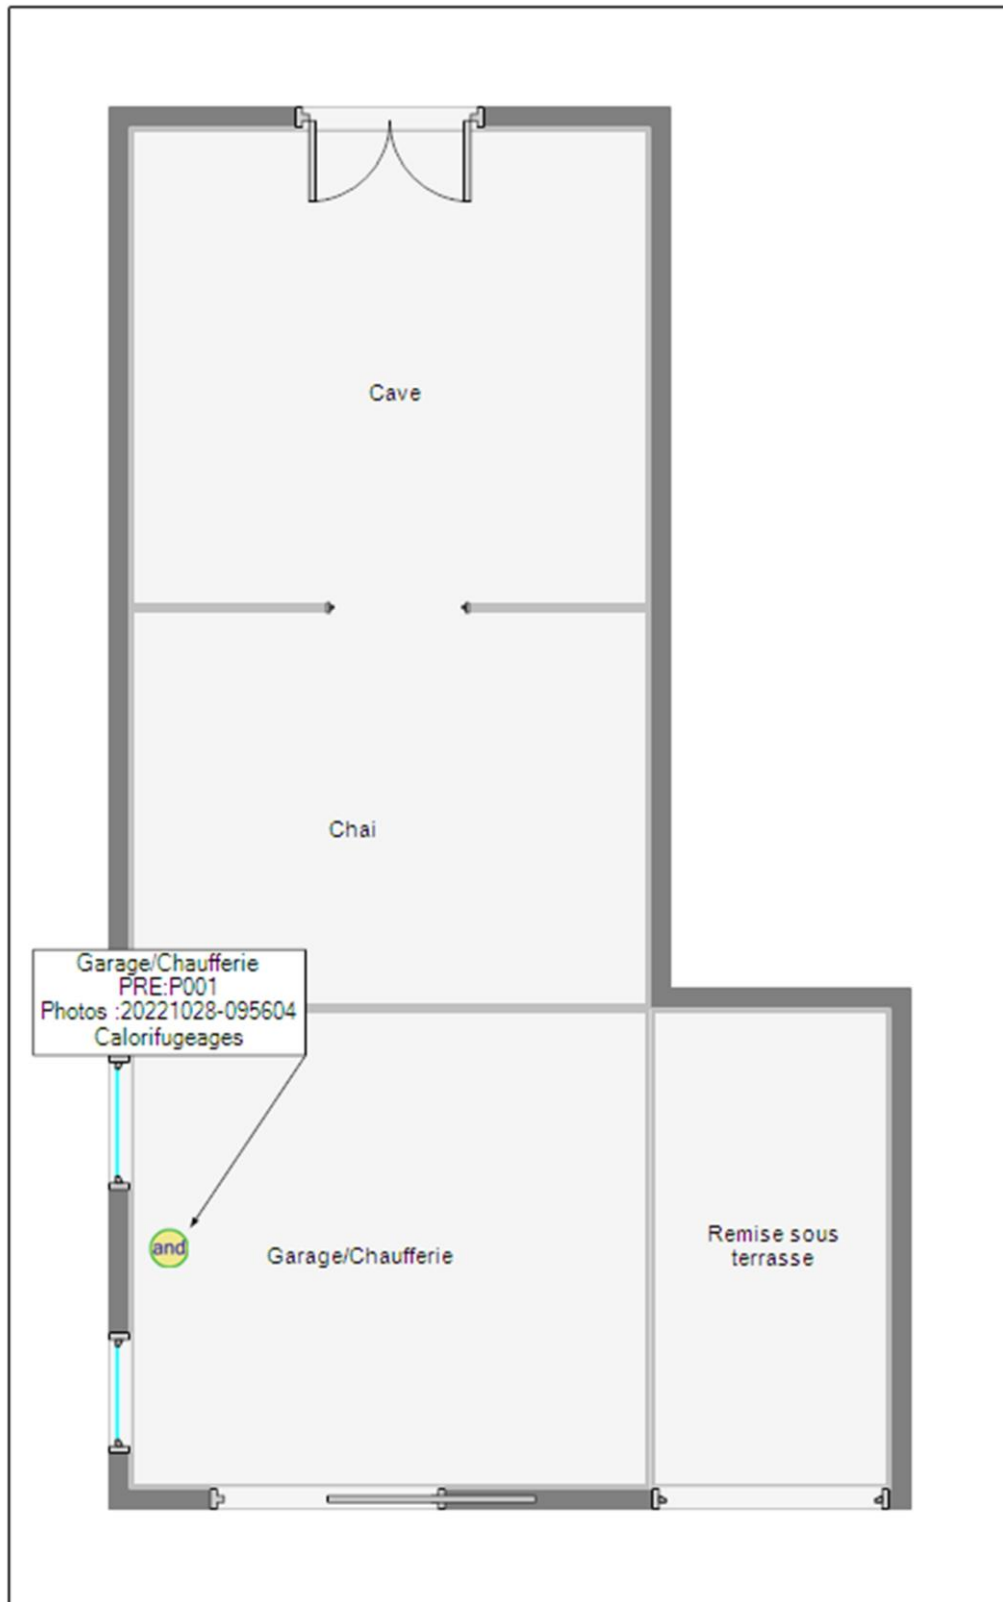 Cave
Chai
Garage/Chaufferie
PRE:P001
Photos :20221028-095604
Calorifugeages
and
Garage/Chaufferie
Remise sous
terrasse